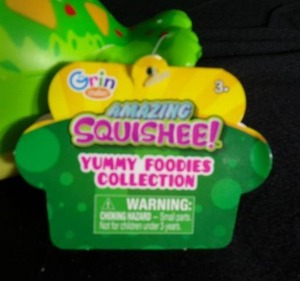 Grin
3+
AMAZING
SQUISHEE!
YUMMY FOODIES
COLLECTION
WARNING:
CHOKING HAZARD — Small parts.
Not for children under 3 years.